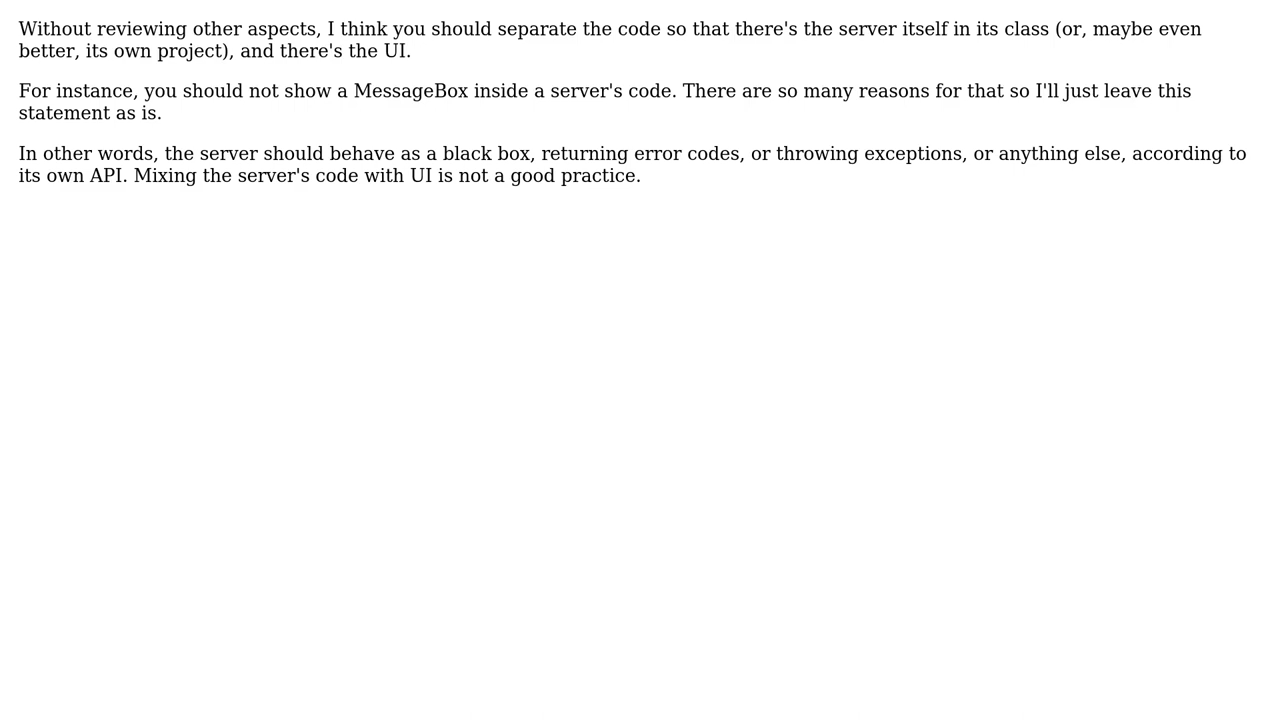 Without reviewing other aspects, I think you should separate the code so that there's the server itself in its class (or, maybe even
better, its own project), and there's the UI.
For instance, you should not show a MessageBox inside a server's code. There are so many reasons for that so I'll just leave this
statement as is.
In other words, the server should behave as a black box, returning error codes, or throwing exceptions, or anything else, according to
its own API. Mixing the server's code with UI is not a good practice.